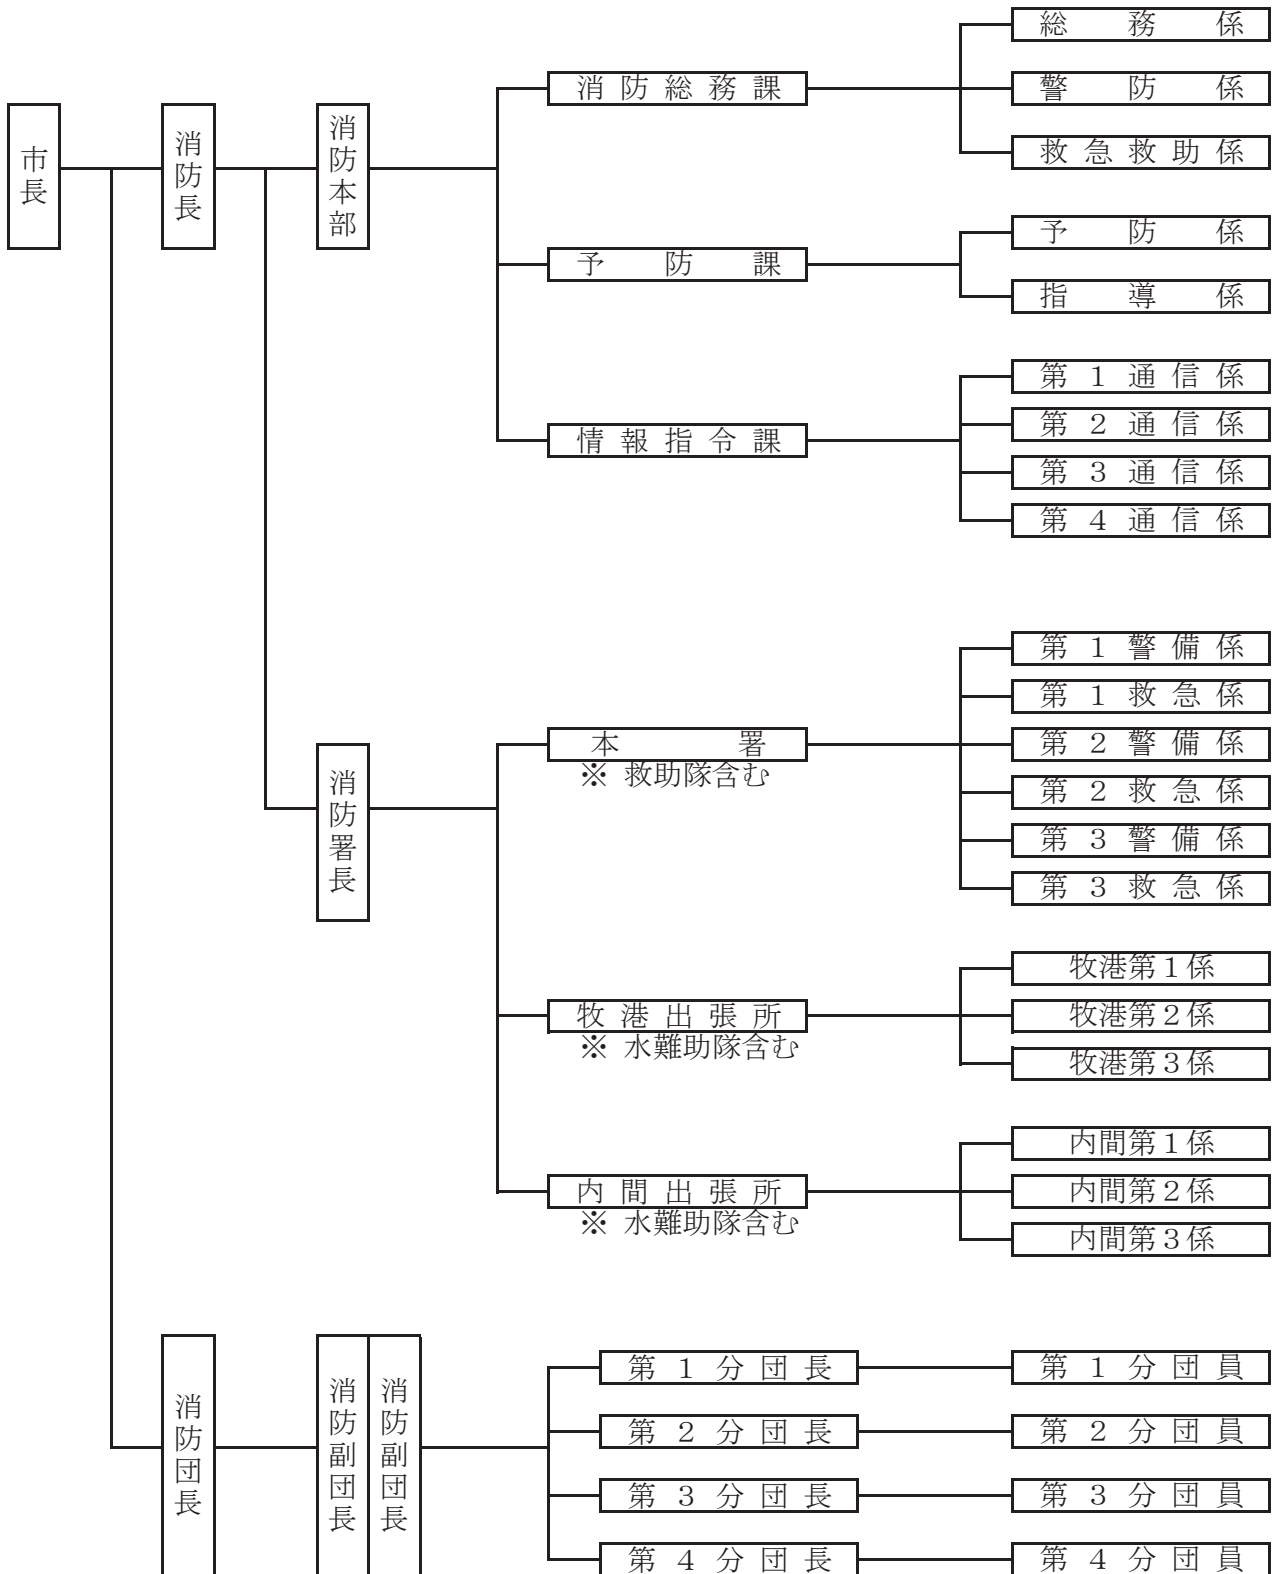 市長
消防長
消防本部
消防総務課
総務係
警防係
救急救助係
予防課
予防係
指導係
情報指令課
第１通信係
第２通信係
第３通信係
第４通信係
消防署長
本署
※ 救助隊含む
第１警備係
第１救急係
第２警備係
第２救急係
第３警備係
第３救急係
牧港出張所
※ 水難助隊含む
牧港第１係
牧港第２係
牧港第３係
内間出張所
※ 水難助隊含む
内間第１係
内間第２係
内間第３係
消防団長
消防副団長
消防副団長
第１分団長
第１分団員
第２分団長
第２分団員
第３分団長
第３分団員
第４分団長
第４分団員